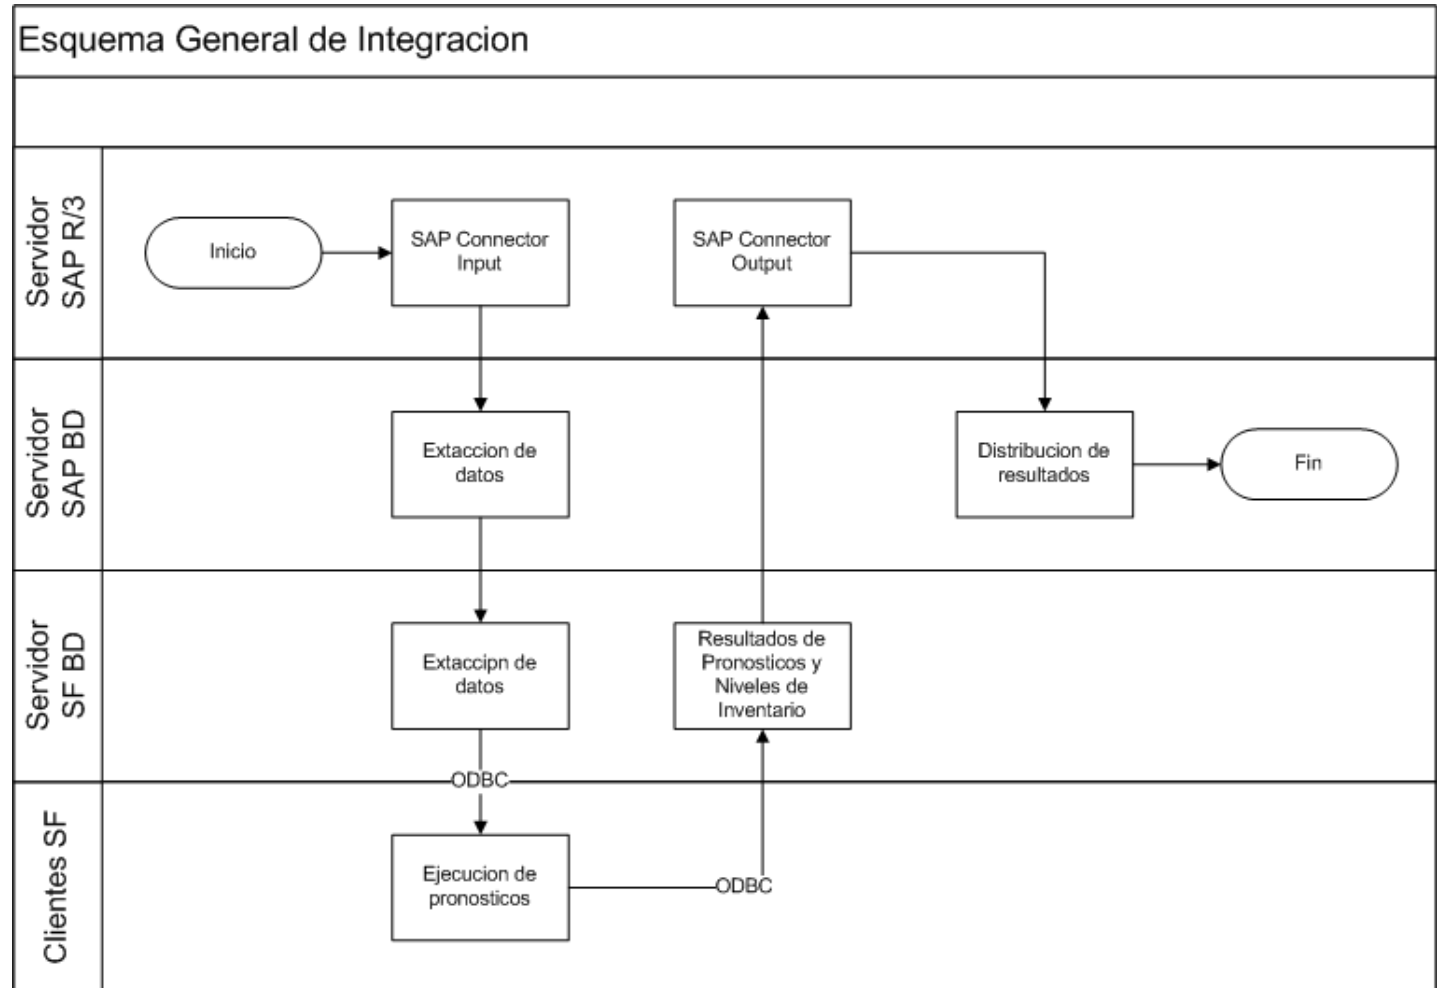 Esquema General de Integracion
Servidor
SAP R/3
Inicio
SAP Connector
Input
SAP Connector
Output
Servidor
SAP BD
Extaccion de
datos
Distribucion de
resultados
Fin
Servidor
SF BD
Extaccipn de
datos
Resultados de
Pronosticos y
Niveles de
Inventario
ODBC
Clientes SF
Ejecucion de
pronosticos
ODBC